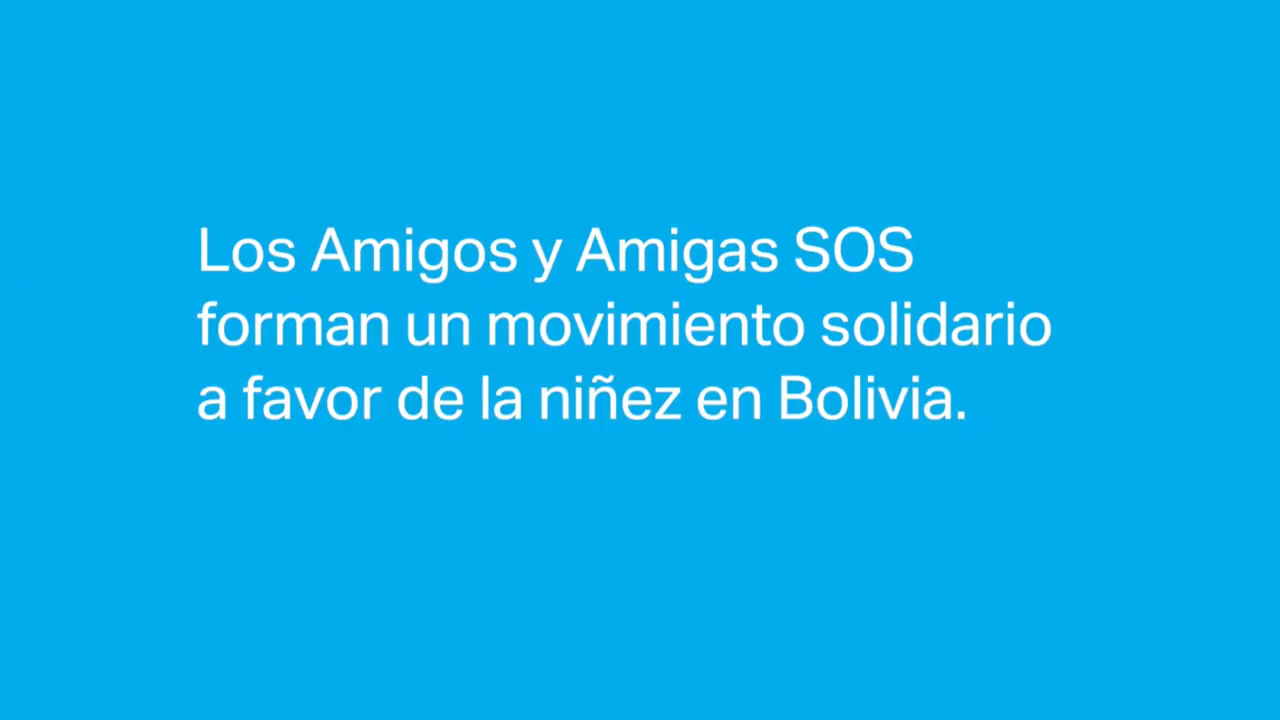 Los Amigos y Amigas SOS
forman un movimiento solidario
a favor de la niñez en Bolivia.